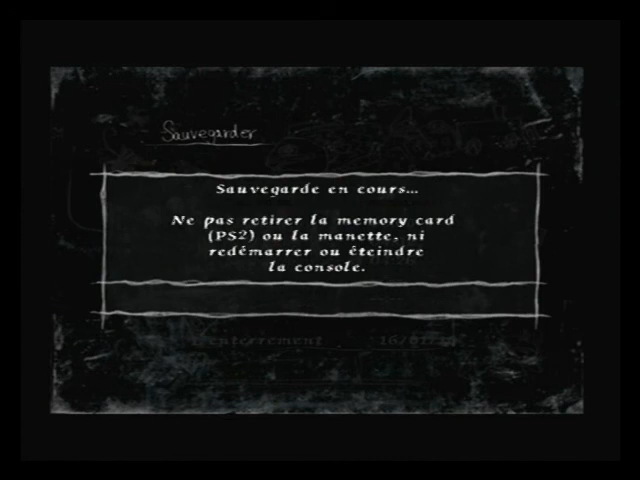 Sauvegarder
Sauvegarde en cours...
Ne pas retirer la memory card
(PS2) ou la manette, ni
redémarrer ou éteindre
la console.
enterrement